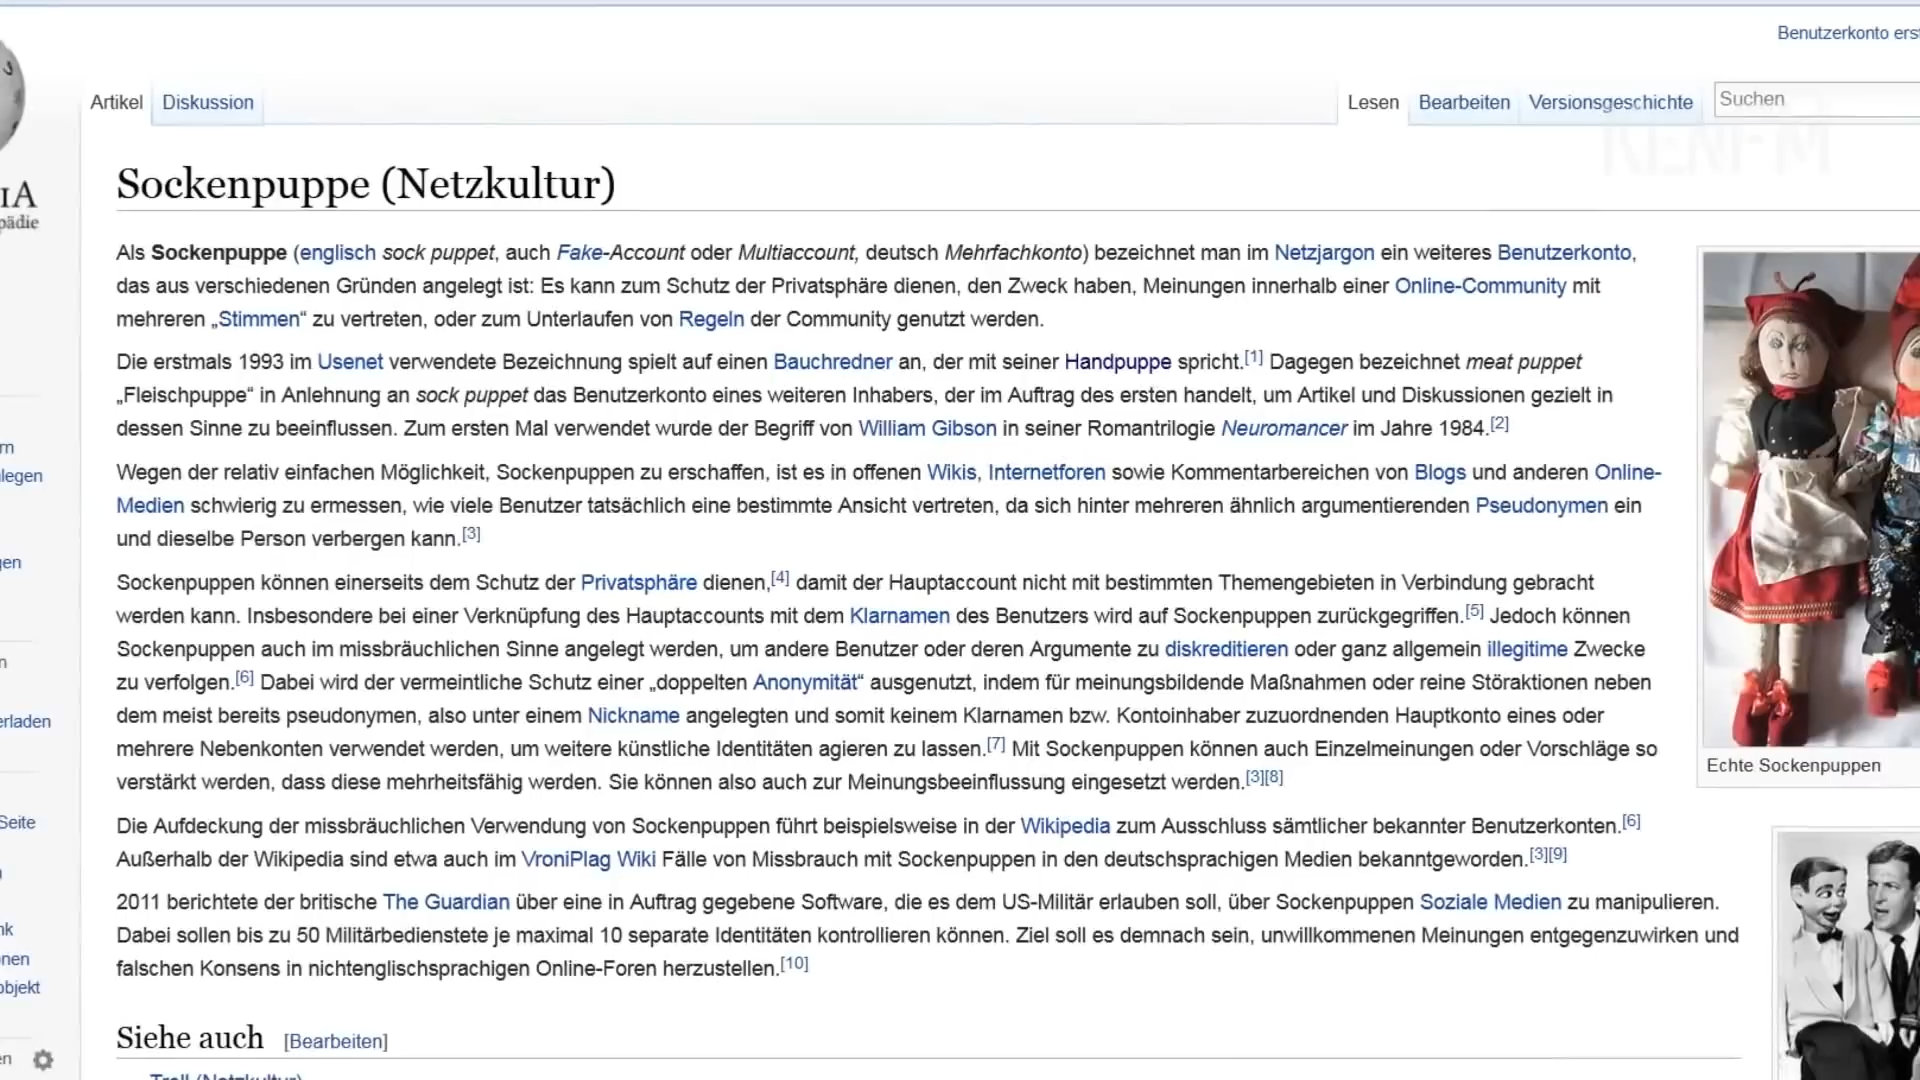 Benutzerkonto erst
Artikel Diskussion Lesen Bearbeiten Versionsgeschichte Suchen
KENFM
IA
pädie
Sockenpuppe (Netzkultur)
Als Sockenpuppe (englisch sock puppet, auch Fake-Account oder Multiaccount, deutsch Mehrfachkonto) bezeichnet man im Netzjargon ein weiteres Benutzerkonto,
das aus verschiedenen Gründen angelegt ist: Es kann zum Schutz der Privatsphäre dienen, den Zweck haben, Meinungen innerhalb einer Online-Community mit
mehreren „Stimmen“ zu vertreten, oder zum Unterlaufen von Regeln der Community genutzt werden.
Die erstmals 1993 im Usenet verwendete Bezeichnung spielt auf einen Bauchredner an, der mit seiner Handpuppe spricht.[1] Dagegen bezeichnet meat puppet
„Fleischpuppe“ in Anlehnung an sock puppet das Benutzerkonto eines weiteren Inhabers, der im Auftrag des ersten handelt, um Artikel und Diskussionen gezielt in
dessen Sinne zu beeinflussen. Zum ersten Mal verwendet wurde der Begriff von William Gibson in seiner Romantrilogie Neuromancer im Jahre 1984.[2]
Wegen der relativ einfachen Möglichkeit, Sockenpuppen zu erschaffen, ist es in offenen Wikis, Internetforen sowie Kommentarbereichen von Blogs und anderen Online-
Medien schwierig zu ermessen, wie viele Benutzer tatsächlich eine bestimmte Ansicht vertreten, da sich hinter mehreren ähnlich argumentierenden Pseudonymen ein
und dieselbe Person verbergen kann.[3]
Sockenpuppen können einerseits dem Schutz der Privatsphäre dienen,[4] damit der Hauptaccount nicht mit bestimmten Themengebieten in Verbindung gebracht
werden kann. Insbesondere bei einer Verknüpfung des Hauptaccounts mit dem Klarnamen des Benutzers wird auf Sockenpuppen zurückgegriffen.[5] Jedoch können
Sockenpuppen auch im missbräuchlichen Sinne angelegt werden, um andere Benutzer oder deren Argumente zu diskreditieren oder ganz allgemein illegitime Zwecke
zu verfolgen.[6] Dabei wird der vermeintliche Schutz einer „doppelten Anonymität“ ausgenutzt, indem für meinungsbildende Maßnahmen oder reine Störaktionen neben
dem meist bereits pseudonymen, also unter einem Nickname angelegten und somit keinem Klarnamen bzw. Kontoinhaber zuzuordnenden Hauptkonto eines oder
mehrere Nebenkonten verwendet werden, um weitere künstliche Identitäten agieren zu lassen.[7] Mit Sockenpuppen können auch Einzelmeinungen oder Vorschläge so
verstärkt werden, dass diese mehrheitsfähig werden. Sie können also auch zur Meinungsbeeinflussung eingesetzt werden.[3][8]
Die Aufdeckung der missbräuchlichen Verwendung von Sockenpuppen führt beispielsweise in der Wikipedia zum Ausschluss sämtlicher bekannter Benutzerkonten.[6]
Außerhalb der Wikipedia sind etwa auch im VroniPlag Wiki Fälle von Missbrauch mit Sockenpuppen in den deutschsprachigen Medien bekanntgeworden.[3][9]
2011 berichtete der britische The Guardian über eine in Auftrag gegebene Software, die es dem US-Militär erlauben soll, über Sockenpuppen Soziale Medien zu manipulieren.
Dabei sollen bis zu 50 Militärbedienstete je maximal 10 separate Identitäten kontrollieren können. Ziel soll es demnach sein, unwillkommenen Meinungen entgegenzuwirken und
falschen Konsens in nichtenglischsprachigen Online-Foren herzustellen.[10]
Siehe auch [Bearbeiten]
Troll (Netzkultur)
Echte Sockenpuppen
rn
legen
gen
n
erladen
Seite
nk
onen
objekt
en